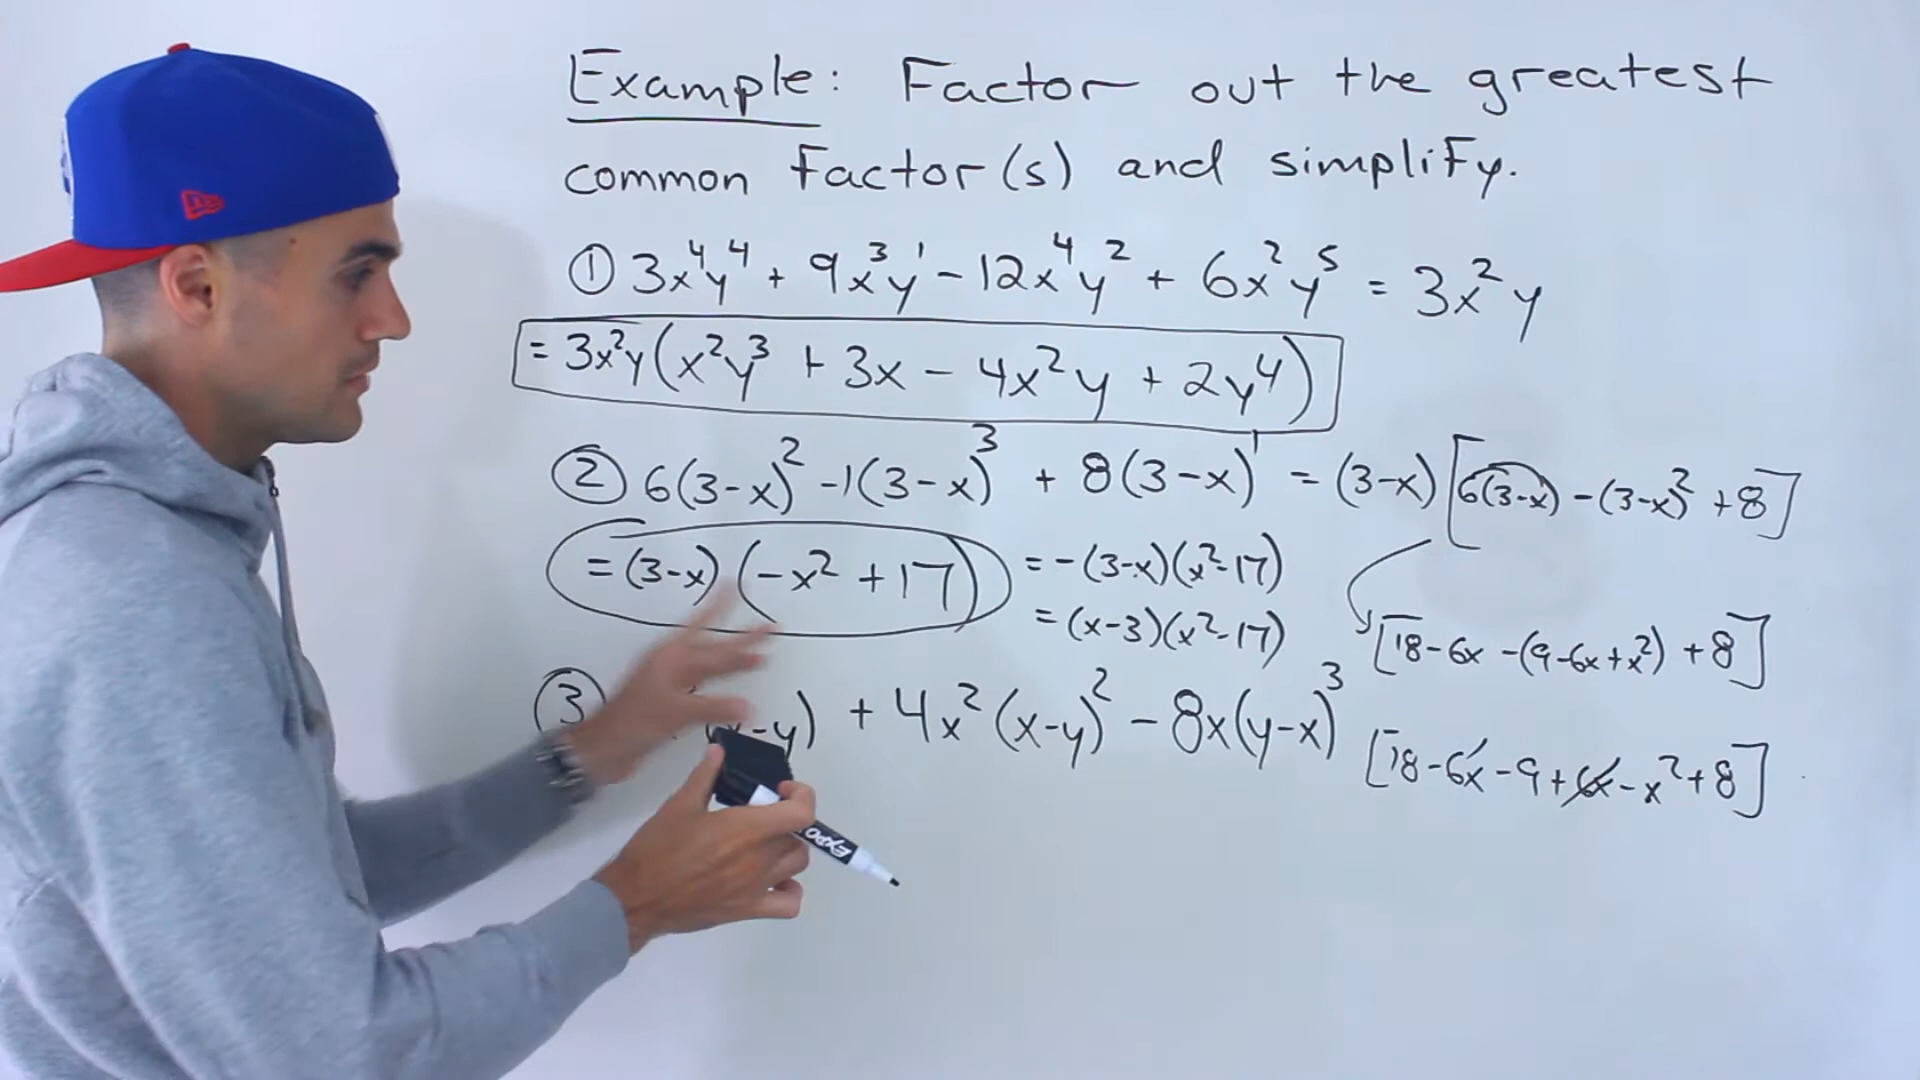 Example: Factor out the greatest
common Factor(s) and simplify.
① 3x⁴y⁴ + 9x³y¹ - 12x⁴y² + 6x²y⁵ = 3x²y
= 3x²y(x²y³ + 3x - 4x²y + 2y⁴)
② 6(3-x)² -1(3-x)³ + 8(3-x)¹ = (3-x)[6(3-x) -(3-x)² +8]
= (3-x)(-x² +17) = -(3-x)(x²-17)
= (x-3)(x²-17)
[18-6x -(9-6x+x²) +8]
③ -y) + 4x²(x-y)² - 8x(y-x)³
[18-6x-9+6x-x²+8]
EXPO